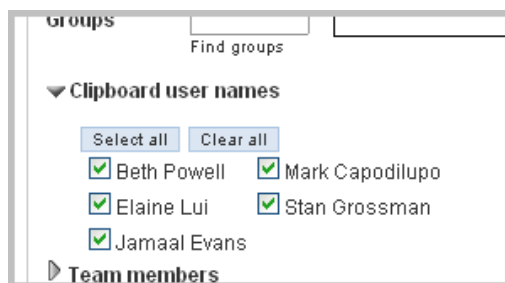 Groups
Find groups
Clipboard user names
Select all Clear all
Beth Powell Mark Capodilupo
Elaine Lui Stan Grossman
Jamaal Evans
Team members